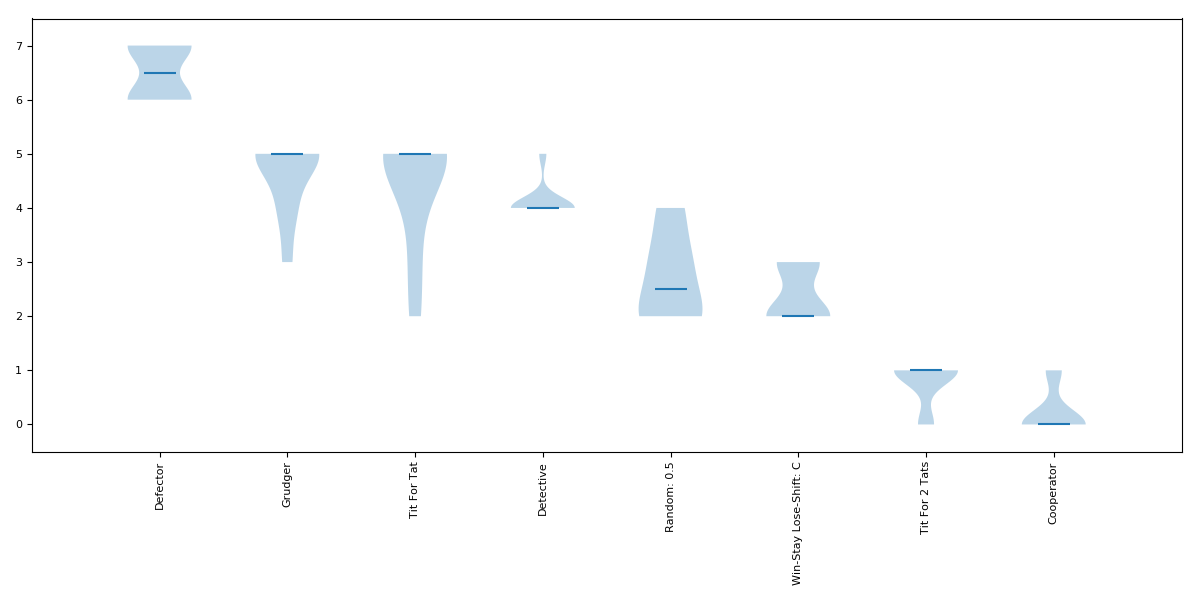 7
6
5
4
3
2
1
0
Defector
Grudger
Tit For Tat
Detective
Random: 0.5
Win-Stay Lose-Shift: C
Tit For 2 Tats
Cooperator